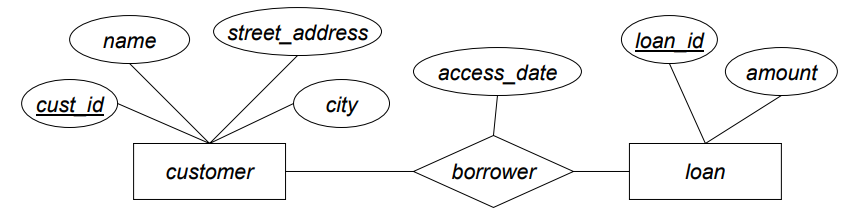 name
street_address
loan_id
access_date
amount
cust_id
city
customer
borrower
loan